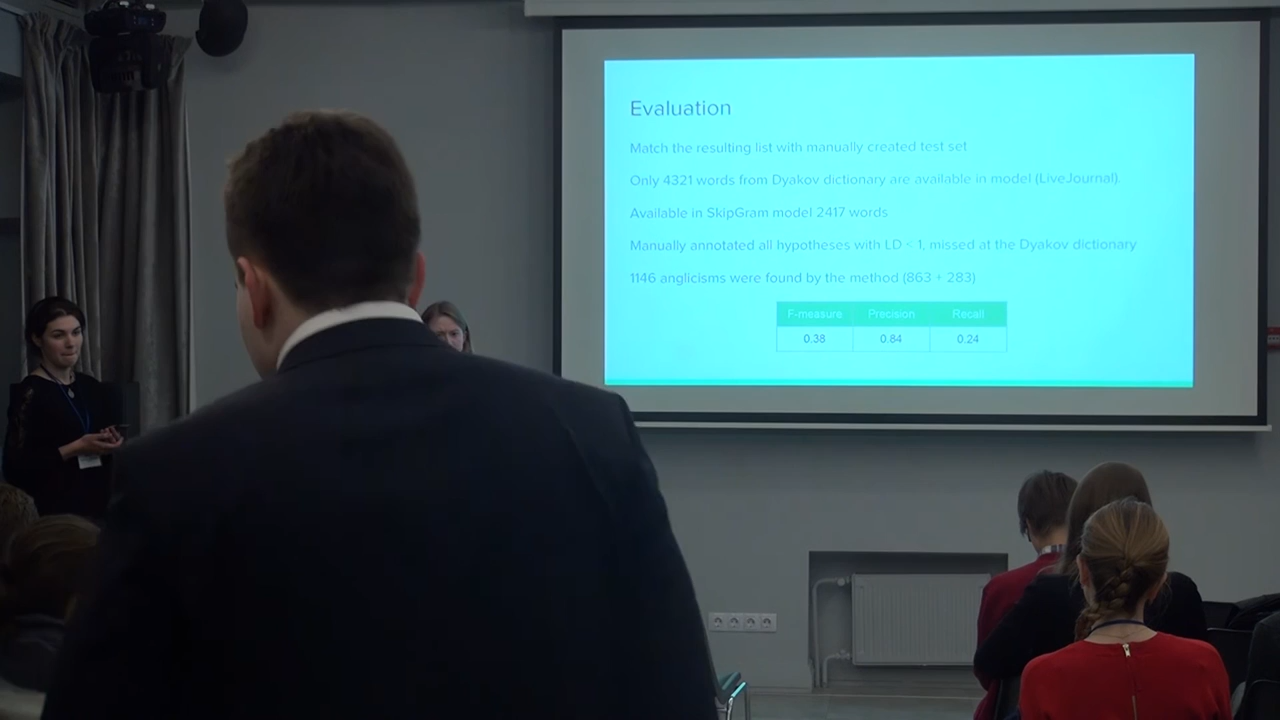 Evaluation
Match the resulting list with manually created test set
Only 4321 words from Dyakov dictionary are available in model (LiveJournal).
Available in SkipGram model 2417 words
Manually annotated all hypotheses with LD < 1, missed at the Dyakov dictionary
1146 anglicisms were found by the method (863 + 283)
F-measure Precision Recall
0.38 0.84 0.24